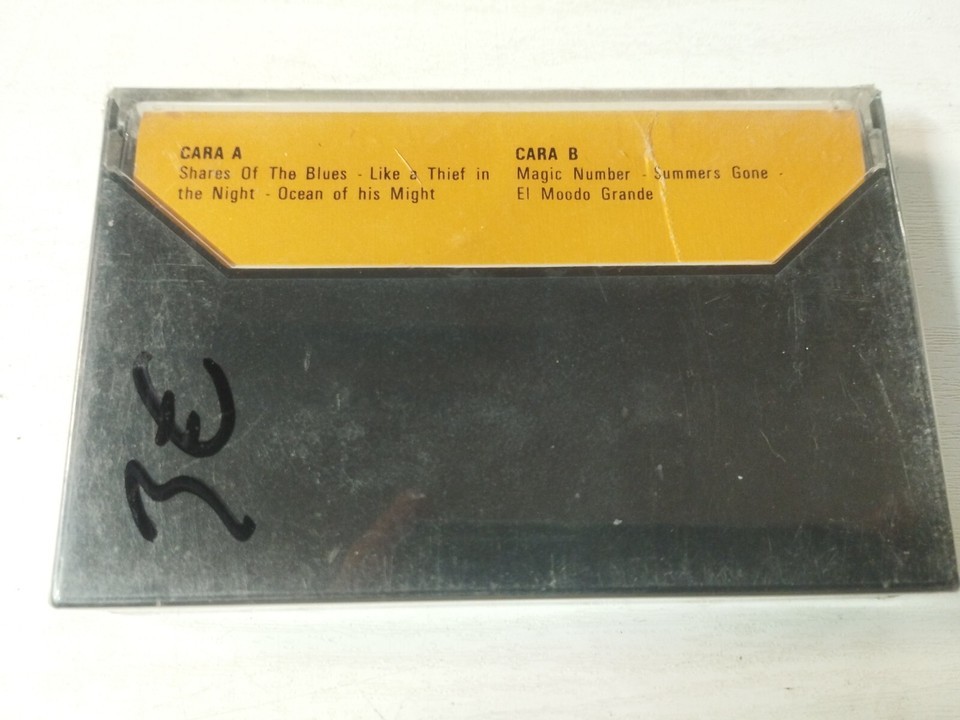 CARA A
Shares Of The Blues - Like a Thief in
the Night - Ocean of his Might
CARA B
Magic Number - Summers Gone -
El Moodo Grande
3€